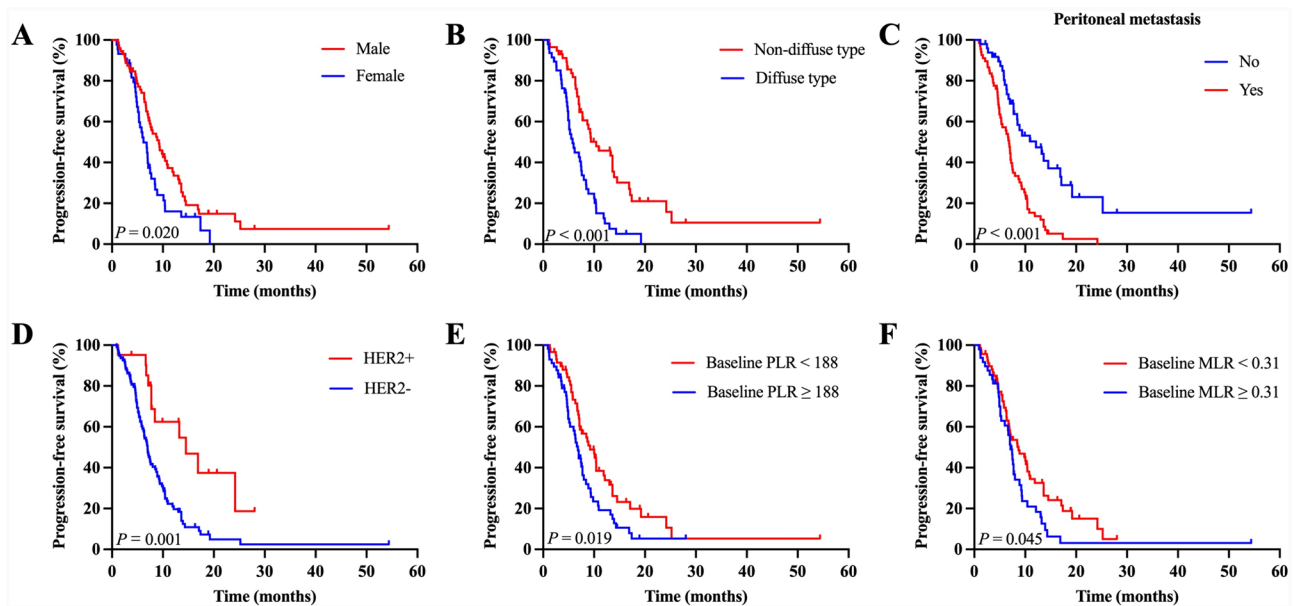 A
Progression-free survival (%)
100
80
60
40
20
0
Male
Female
P = 0.020
0 10 20 30 40 50 60
Time (months)
B
Progression-free survival (%)
100
80
60
40
20
0
Non-diffuse type
Diffuse type
P < 0.001
0 10 20 30 40 50 60
Time (months)
C
Peritoneal metastasis
Progression-free survival (%)
100
80
60
40
20
0
No
Yes
P < 0.001
0 10 20 30 40 50 60
Time (months)
D
Progression-free survival (%)
100
80
60
40
20
0
HER2+
HER2-
P = 0.001
0 10 20 30 40 50 60
Time (months)
E
Progression-free survival (%)
100
80
60
40
20
0
Baseline PLR < 188
Baseline PLR ≥ 188
P = 0.019
0 10 20 30 40 50 60
Time (months)
F
Progression-free survival (%)
100
80
60
40
20
0
Baseline MLR < 0.31
Baseline MLR ≥ 0.31
P = 0.045
0 10 20 30 40 50 60
Time (months)